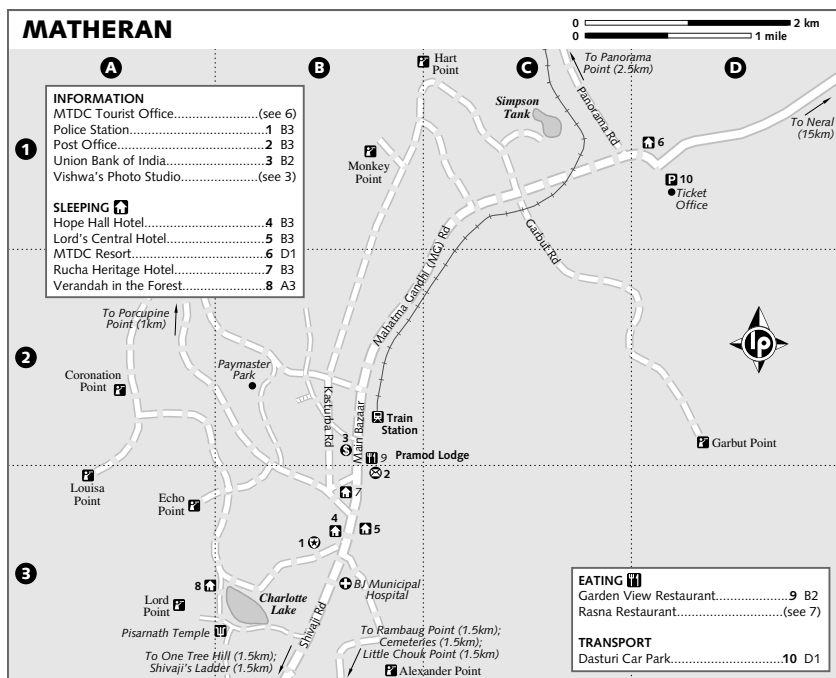 MATHERAN
0 2 km
0 1 mile
A B C D
1
2
3
INFORMATION
MTDC Tourist Office.......................(see 6)
Police Station..................................1 B3
Post Office......................................2 B3
Union Bank of India........................3 B2
Vishwa's Photo Studio....................(see 3)
SLEEPING
Hope Hall Hotel..............................4 B3
Lord's Central Hotel........................5 B3
MTDC Resort..................................6 D1
Rucha Heritage Hotel......................7 B3
Verandah in the Forest....................8 A3
Hart
Point
Simpson
Tank
To Panorama
Point (2.5km)
Panorama Rd
To Neral
(15km)
6
P 10
Ticket
Office
Monkey
Point
Mahatma Gandhi (MG) Rd
Garbut Rd
To Porcupine
Point (1km)
Paymaster
Park
Coronation
Point
Kasturba Rd
Main Bazaar
Train
Station
3
$
9 Pramod Lodge
2
lp
Garbut Point
Louisa
Point
Echo
Point
7
4
5
1
8
Charlotte
Lake
BJ Municipal
Hospital
Lord
Point
Pisarnath Temple
Shivaji Rd
To One Tree Hill (1.5km);
Shivaji's Ladder (1.5km)
To Rambaug Point (1.5km);
Cemeteries (1.5km);
Little Chouk Point (1.5km)
Alexander Point
EATING
Garden View Restaurant.................9 B2
Rasna Restaurant............................(see 7)
TRANSPORT
Dasturi Car Park............................10 D1